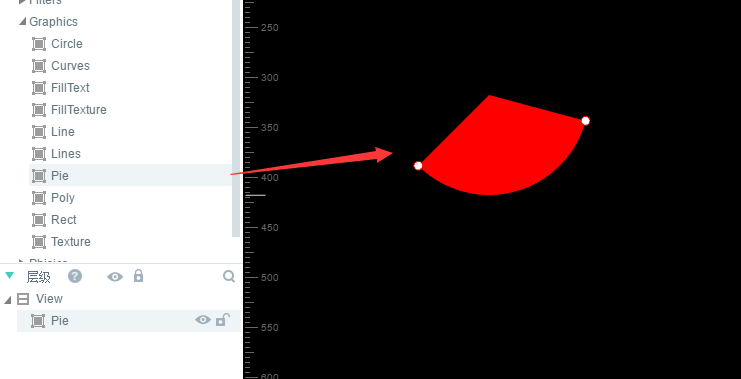 Filters
Graphics
Circle
Curves
FillText
FillTexture
Line
Lines
Pie
Poly
Rect
Texture
Phisics
层级 ?
View
Pie
250
300
350
400
450
500
550
600